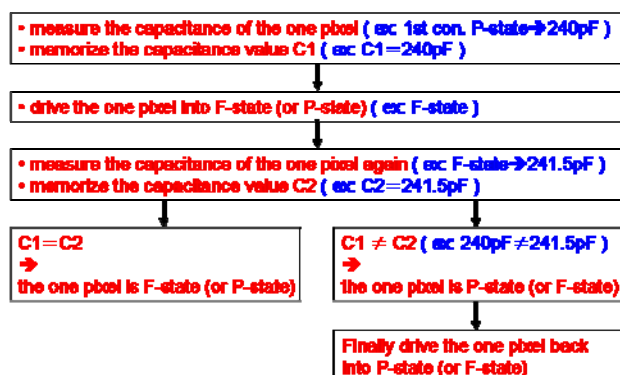 • measure the capacitance of the one pixel ( ex: 1st con. P-state→240pF )
• memorize the capacitance value C1 ( ex: C1=240pF )
• drive the one pixel into F-state (or P-state) ( ex: F-state )
• measure the capacitance of the one pixel again ( ex: F-state→241.5pF )
• memorize the capacitance value C2 ( ex: C2=241.5pF )
C1=C2
→
the one pixel is F-state (or P-state)
C1 ≠ C2 ( ex: 240pF≠241.5pF )
→
the one pixel is P-state (or F-state)
Finally drive the one pixel back
into P-state (or F-state)